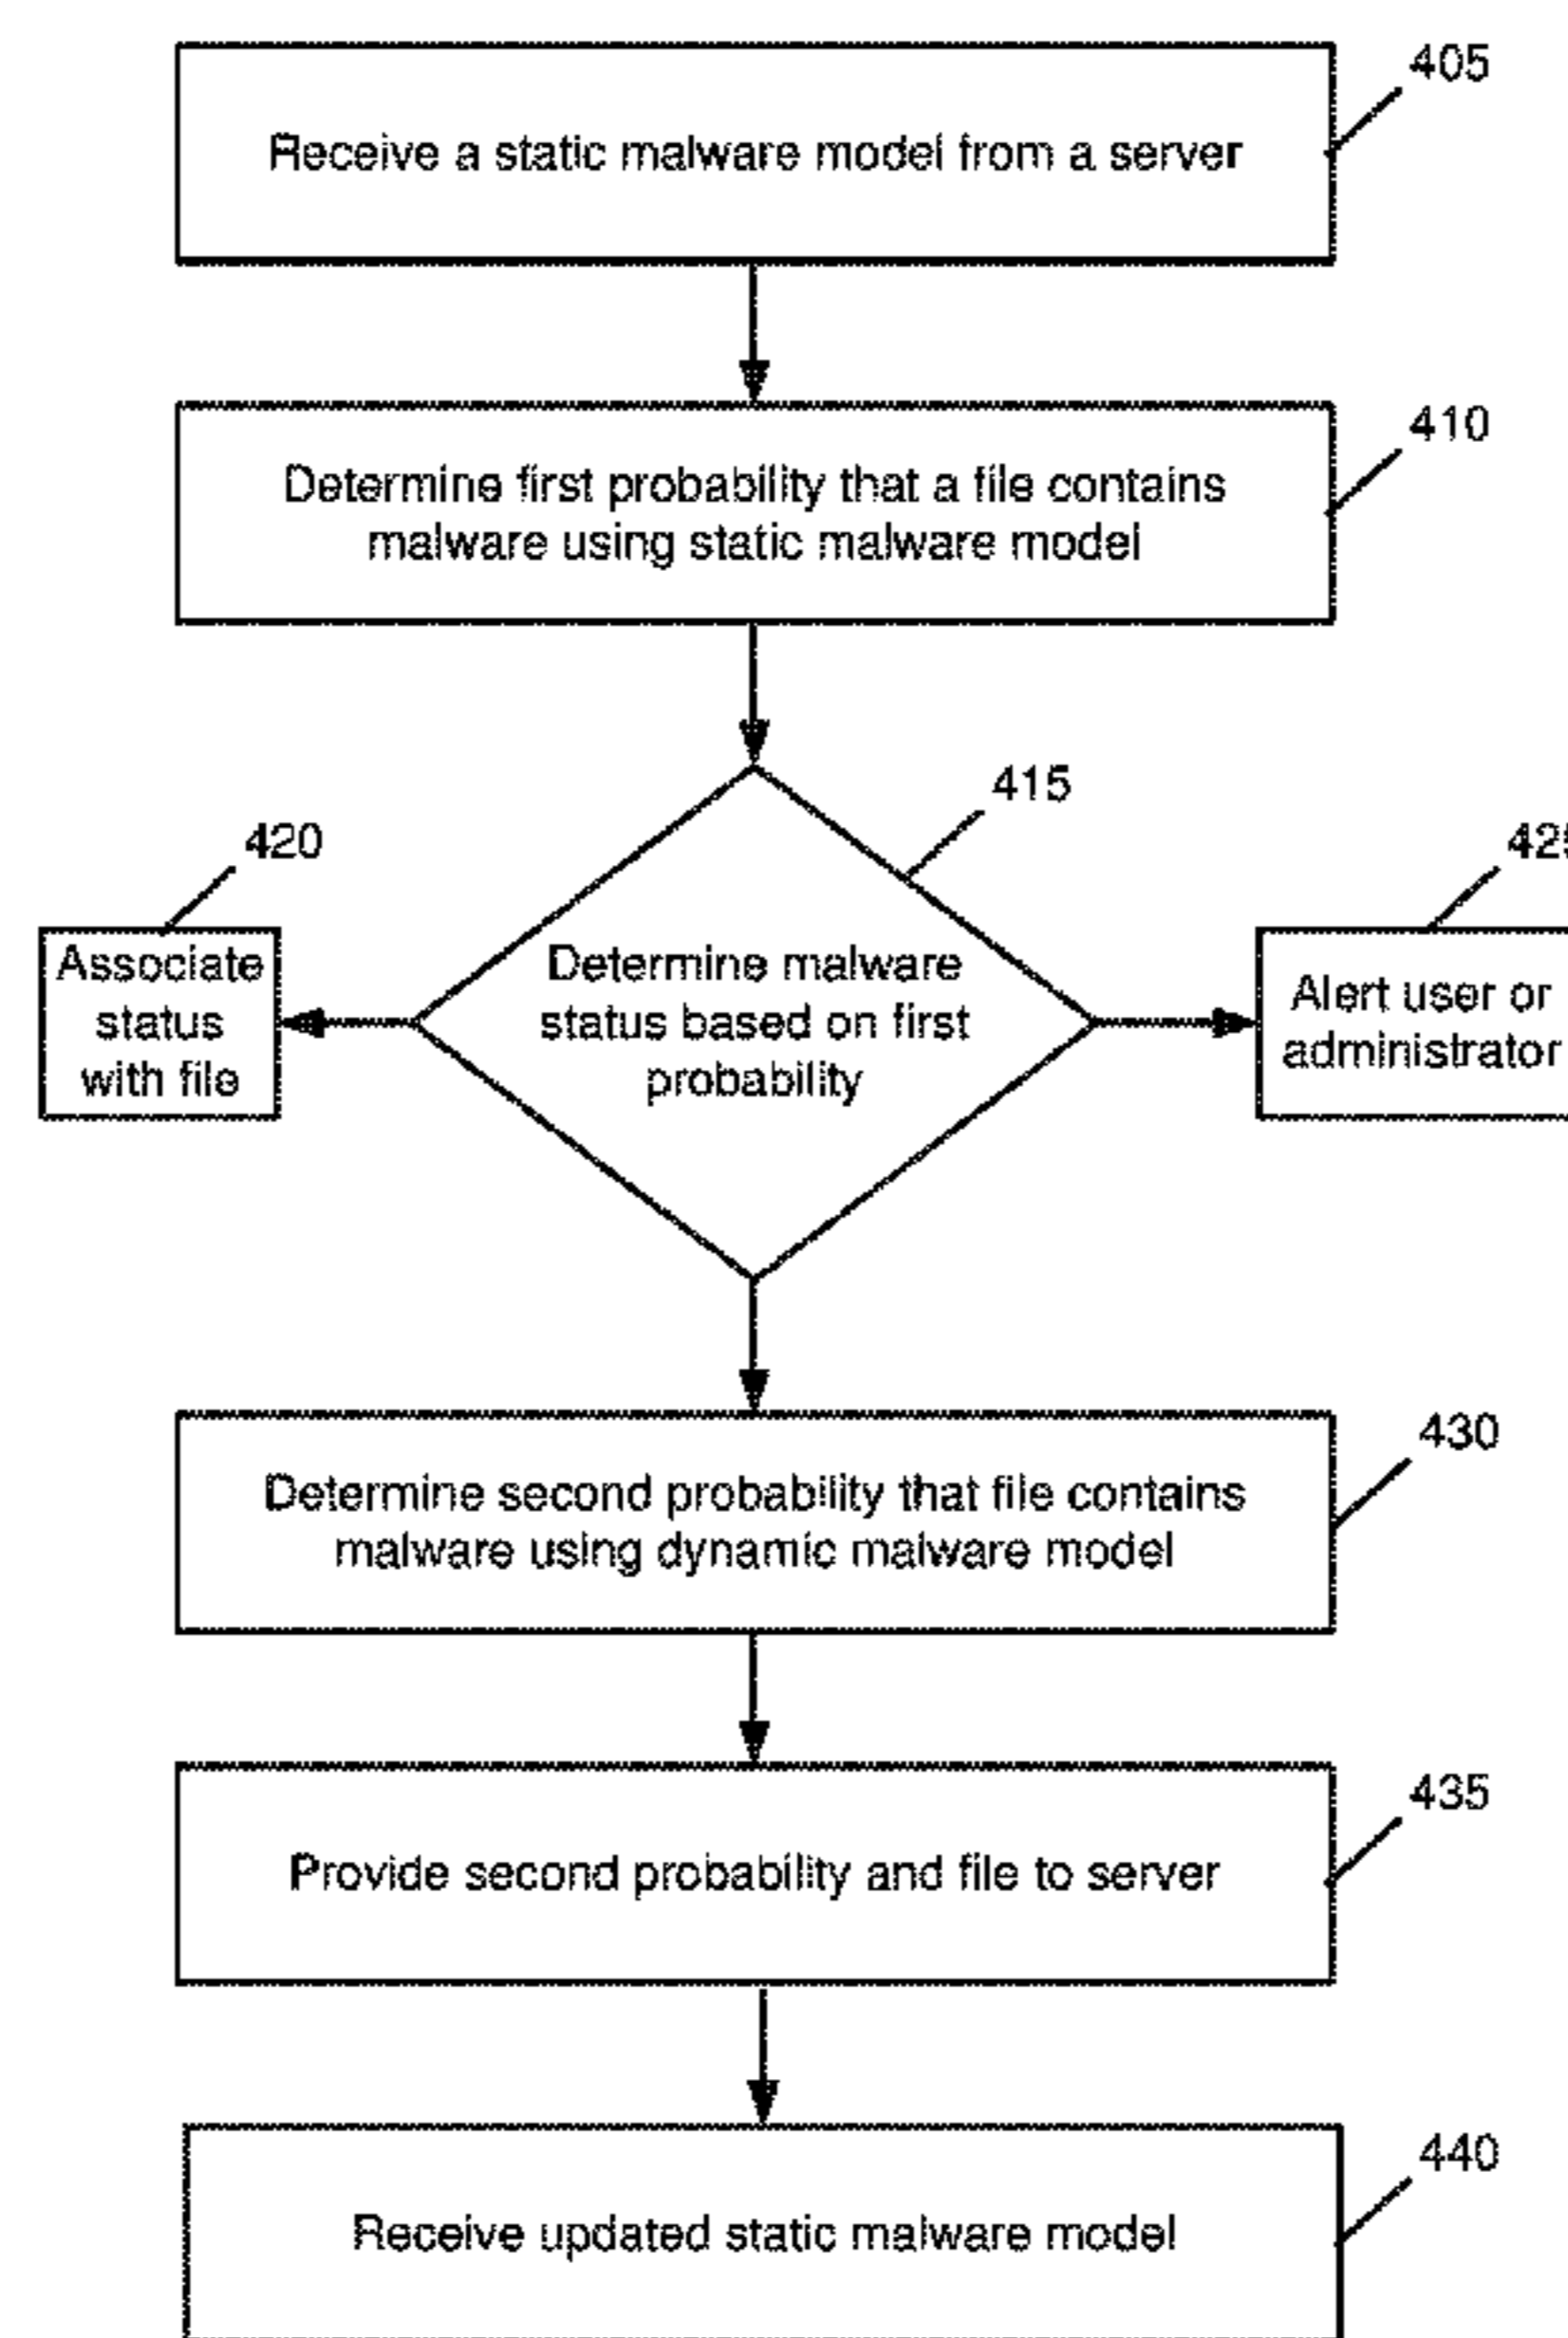 405
Receive a static malware model from a server
410
Determine first probability that a file contains
malware using static malware model
415
420
Associate
status
with file
Determine malware
status based on first
probability
Alert user or
administrator
430
Determine second probability that file contains
malware using dynamic malware model
435
Provide second probability and file to server
440
Receive updated static malware model